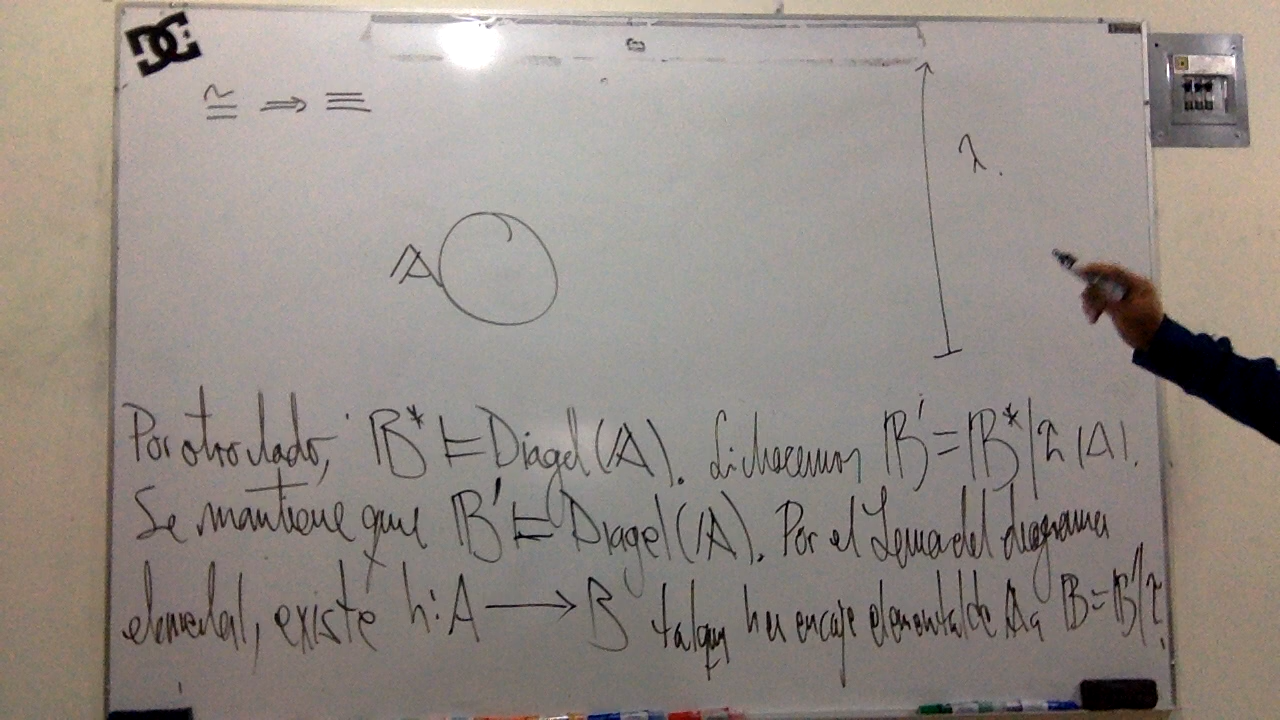 DC
≅ ⇒ ≡
λ.
𝔸
Por otro lado, 𝔹* ⊨ Diagel(𝔸). Si hacemos 𝔹' = 𝔹*|τ(𝔸).
Se mantiene que 𝔹' ⊨ Diagel(𝔸). Por el Lema del diagrama
elemental, existe h: A ⟶ B tal que h es encaje elemental de 𝔸 a 𝔹 = 𝔹'|τ.